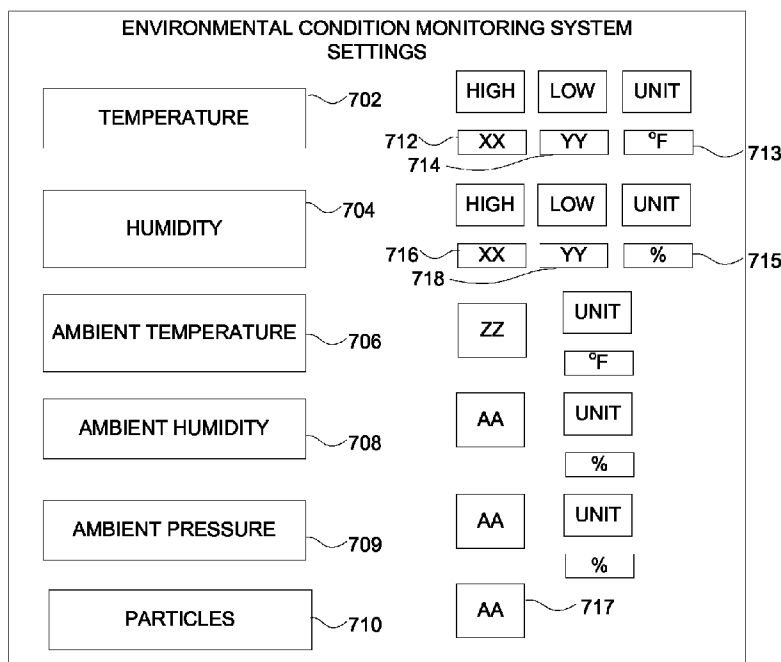 ENVIRONMENTAL CONDITION MONITORING SYSTEM
SETTINGS
TEMPERATURE
702
HIGH LOW UNIT
712 XX YY °F 713
714
HUMIDITY
704
HIGH LOW UNIT
716 XX YY % 715
718
AMBIENT TEMPERATURE
706
ZZ
UNIT
°F
AMBIENT HUMIDITY
708
AA
UNIT
%
AMBIENT PRESSURE
709
AA
UNIT
%
PARTICLES
710
AA
717